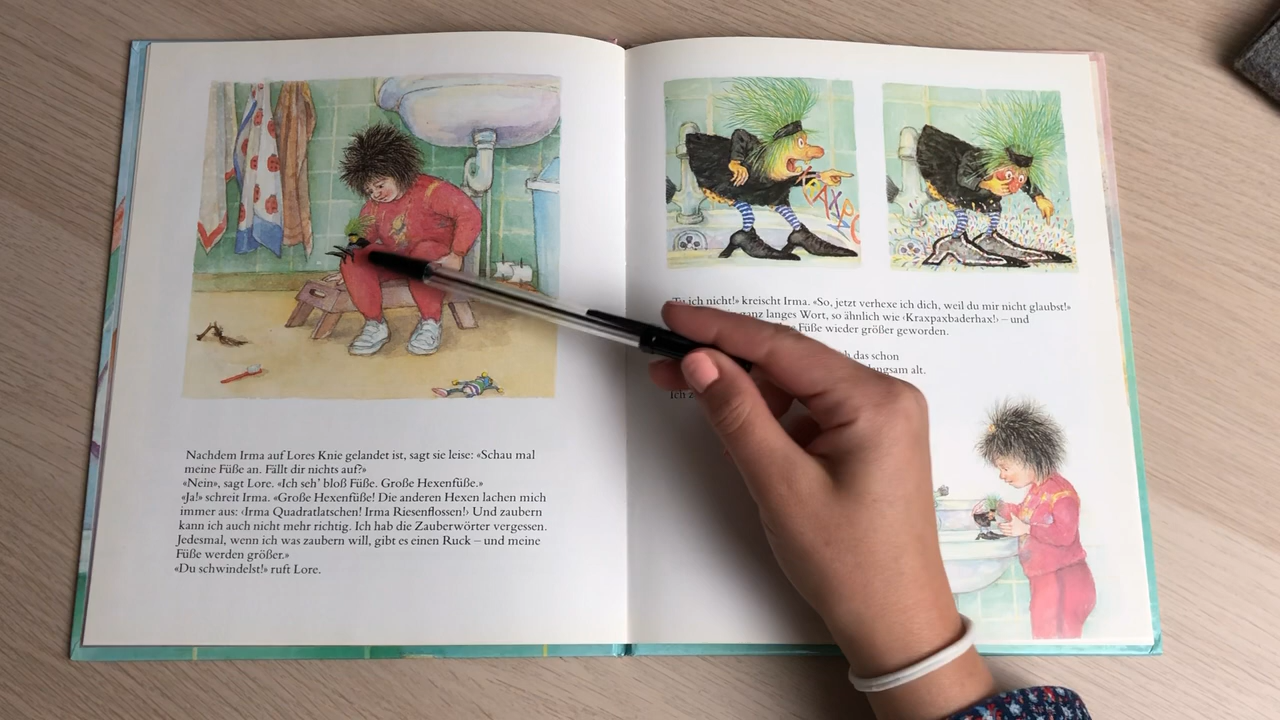 Nachdem Irma auf Lores Knie gelandet ist, sagt sie leise: «Schau mal
meine Füße an. Fällt dir nichts auf?»
«Nein», sagt Lore. «Ich seh’ bloß Füße. Große Hexenfüße.»
«Ja!» schreit Irma. «Große Hexenfüße! Die anderen Hexen lachen mich
immer aus: ‹Irma Quadratlatschen! Irma Riesenflossen!› Und zaubern
kann ich auch nicht mehr richtig. Ich hab die Zauberwörter vergessen.
Jedesmal, wenn ich was zaubern will, gibt es einen Ruck – und meine
Füße werden größer.»
«Du schwindelst!» ruft Lore.
ich nicht!» kreischt Irma. «So, jetzt verhexe ich dich, weil du mir nicht glaubst!»
ganz langes Wort, so ähnlich wie ‹Kraxpaxbaderhax!› – und
Füße wieder größer geworden.
das schon
langsam alt.
Ich